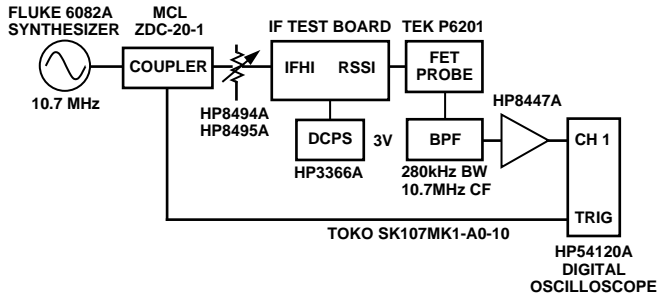 FLUKE 6082A
SYNTHESIZER
10.7 MHz
MCL
ZDC-20-1
COUPLER
HP8494A
HP8495A
IF TEST BOARD
IFHI RSSI
DCPS
3V
HP3366A
TEK P6201
FET
PROBE
BPF
280kHz BW
10.7MHz CF
HP8447A
CH 1
TRIG
TOKO SK107MK1-A0-10
HP54120A
DIGITAL
OSCILLOSCOPE